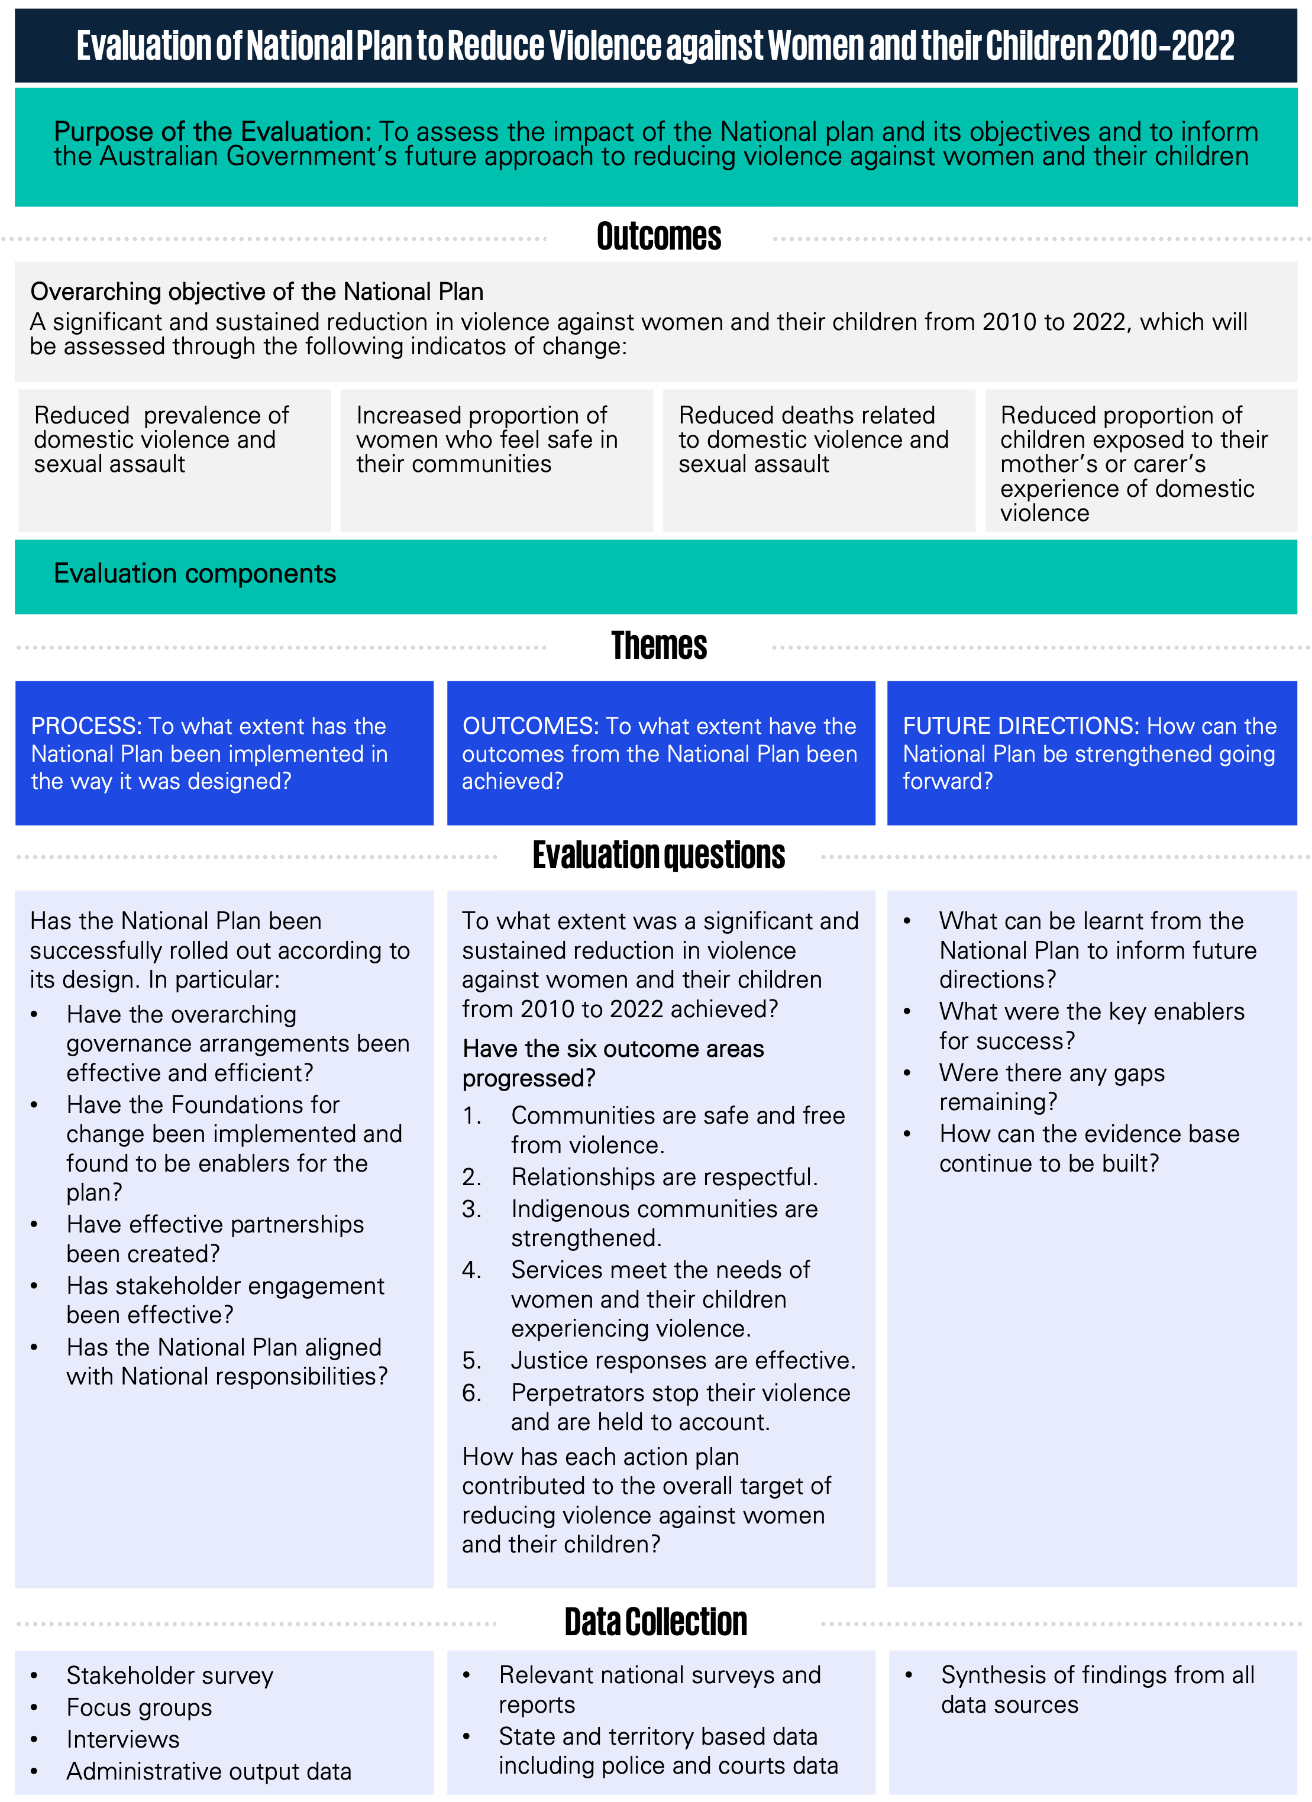 Evaluation of National Plan to Reduce Violence against Women and their Children 2010-2022
Purpose of the Evaluation: To assess the impact of the National plan and its objectives and to inform
the Australian Government's future approach to reducing violence against women and their children
Outcomes
Overarching objective of the National Plan
A significant and sustained reduction in violence against women and their children from 2010 to 2022, which will
be assessed through the following indicatos of change:
Reduced prevalence of
domestic violence and
sexual assault
Increased proportion of
women who feel safe in
their communities
Reduced deaths related
to domestic violence and
sexual assault
Reduced proportion of
children exposed to their
mother's or carer's
experience of domestic
violence
Evaluation components
Themes
PROCESS: To what extent has the
National Plan been implemented in
the way it was designed?
OUTCOMES: To what extent have the
outcomes from the National Plan been
achieved?
FUTURE DIRECTIONS: How can the
National Plan be strengthened going
forward?
Evaluation questions
Has the National Plan been
successfully rolled out according to
its design. In particular:
• Have the overarching
governance arrangements been
effective and efficient?
• Have the Foundations for
change been implemented and
found to be enablers for the
plan?
• Have effective partnerships
been created?
• Has stakeholder engagement
been effective?
• Has the National Plan aligned
with National responsibilities?
To what extent was a significant and
sustained reduction in violence
against women and their children
from 2010 to 2022 achieved?
Have the six outcome areas
progressed?
1. Communities are safe and free
from violence.
2. Relationships are respectful.
3. Indigenous communities are
strengthened.
4. Services meet the needs of
women and their children
experiencing violence.
5. Justice responses are effective.
6. Perpetrators stop their violence
and are held to account.
How has each action plan
contributed to the overall target of
reducing violence against women
and their children?
• What can be learnt from the
National Plan to inform future
directions?
• What were the key enablers
for success?
• Were there any gaps
remaining?
• How can the evidence base
continue to be built?
Data Collection
• Stakeholder survey
• Focus groups
• Interviews
• Administrative output data
• Relevant national surveys and
reports
• State and territory based data
including police and courts data
• Synthesis of findings from all
data sources